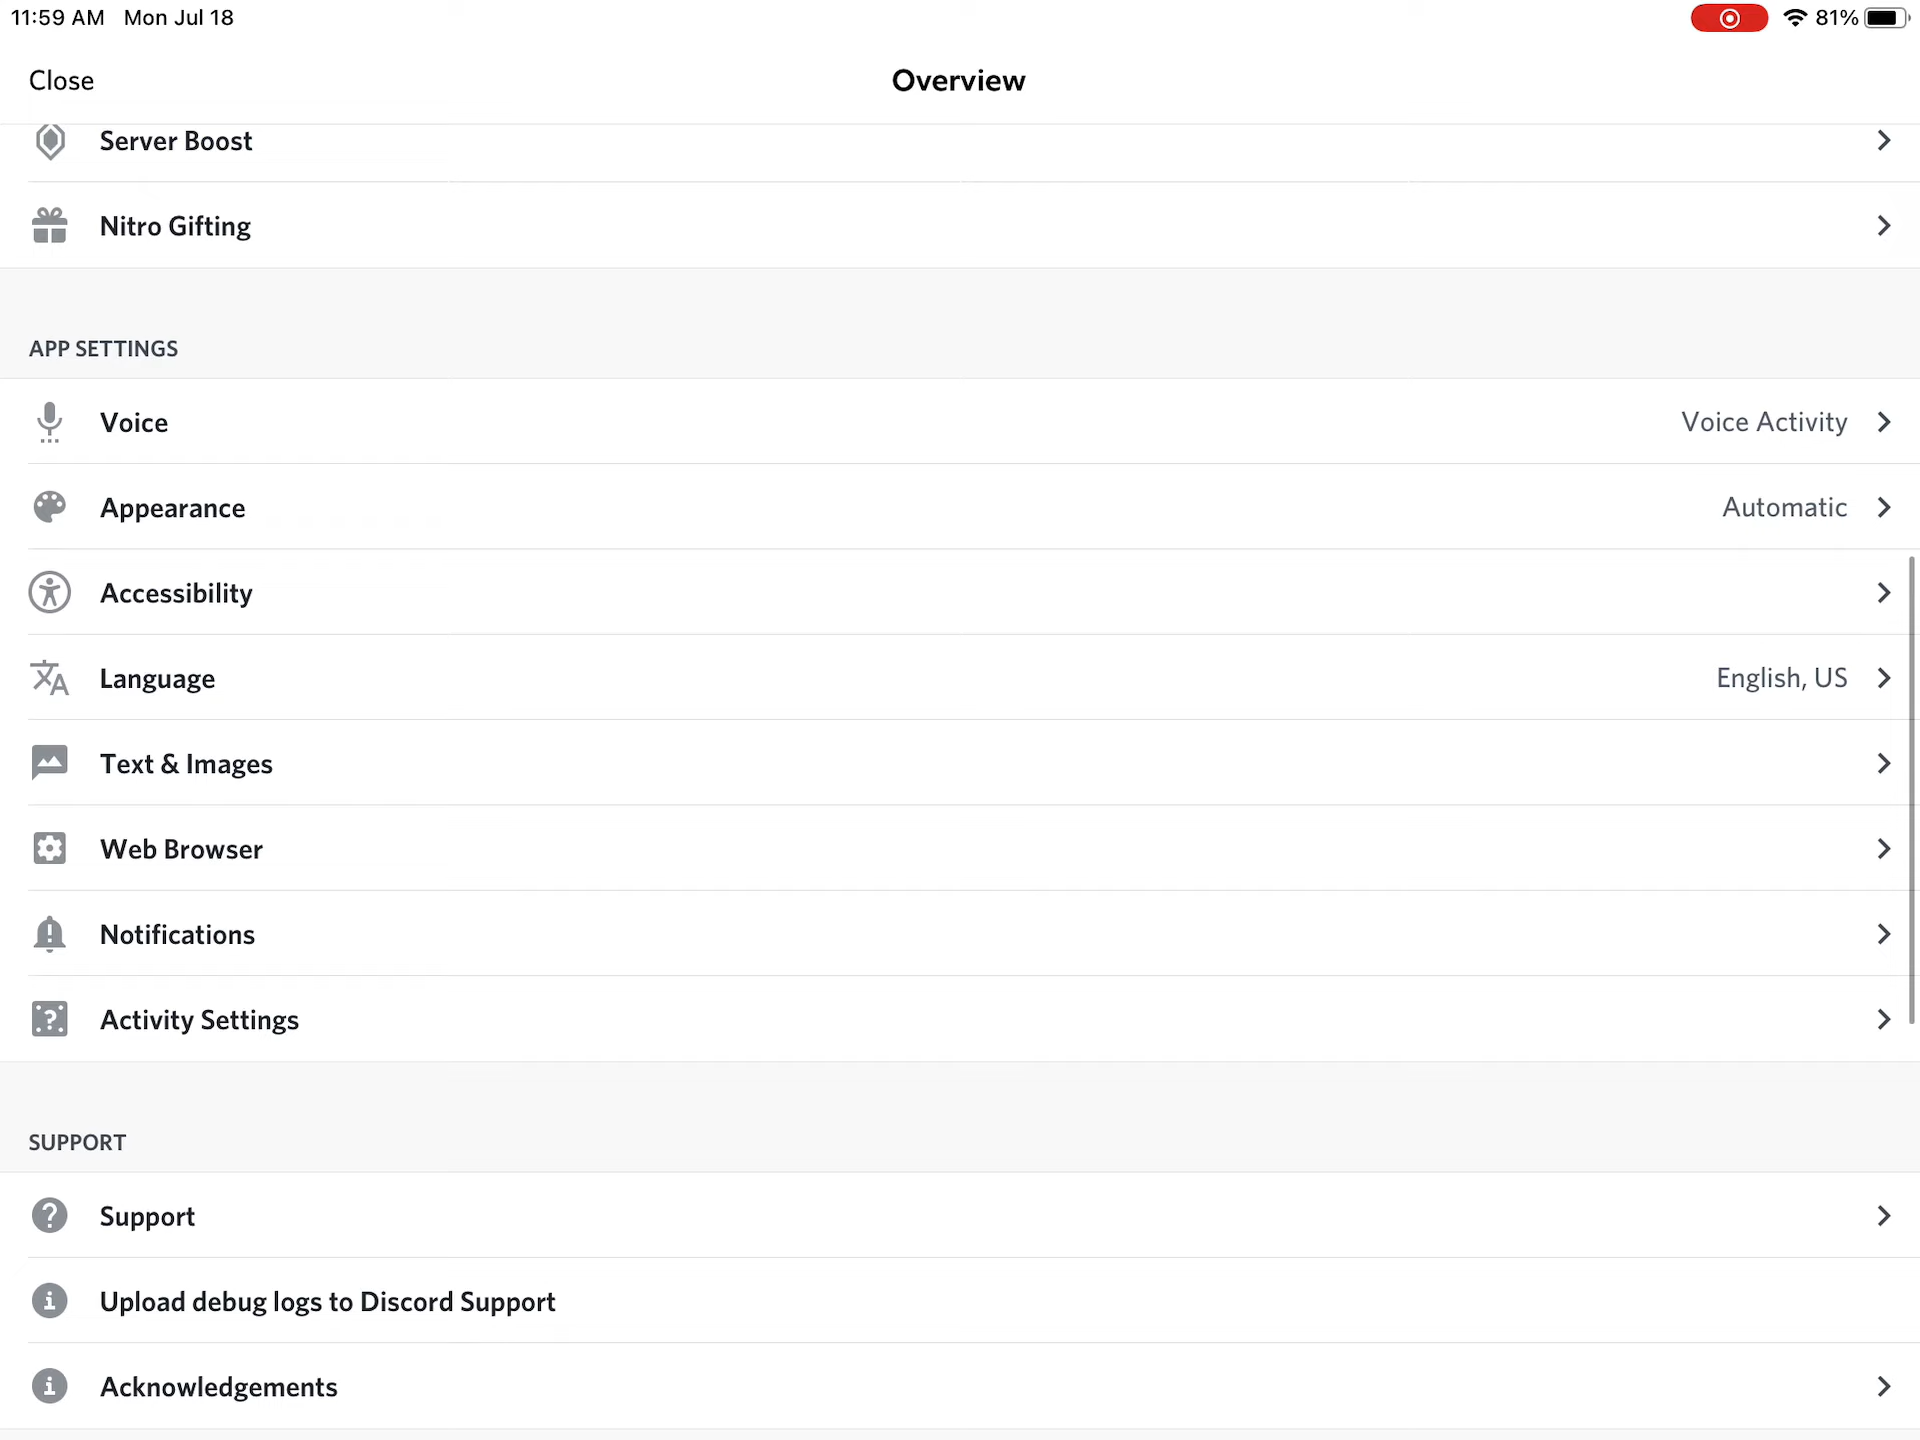 11:59 AM Mon Jul 18 81%
Close Overview
Server Boost
Nitro Gifting
APP SETTINGS
Voice Voice Activity
Appearance Automatic
Accessibility
Language English, US
Text & Images
Web Browser
Notifications
Activity Settings
SUPPORT
Support
Upload debug logs to Discord Support
Acknowledgements